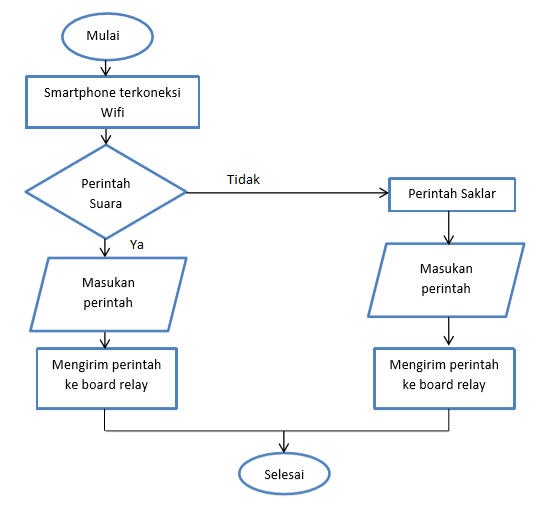 Mulai
Smartphone terkoneksi
Wifi
Perintah
Suara
Tidak
Perintah Saklar
Ya
Masukan
perintah
Masukan
perintah
Mengirim perintah
ke board relay
Mengirim perintah
ke board relay
Selesai